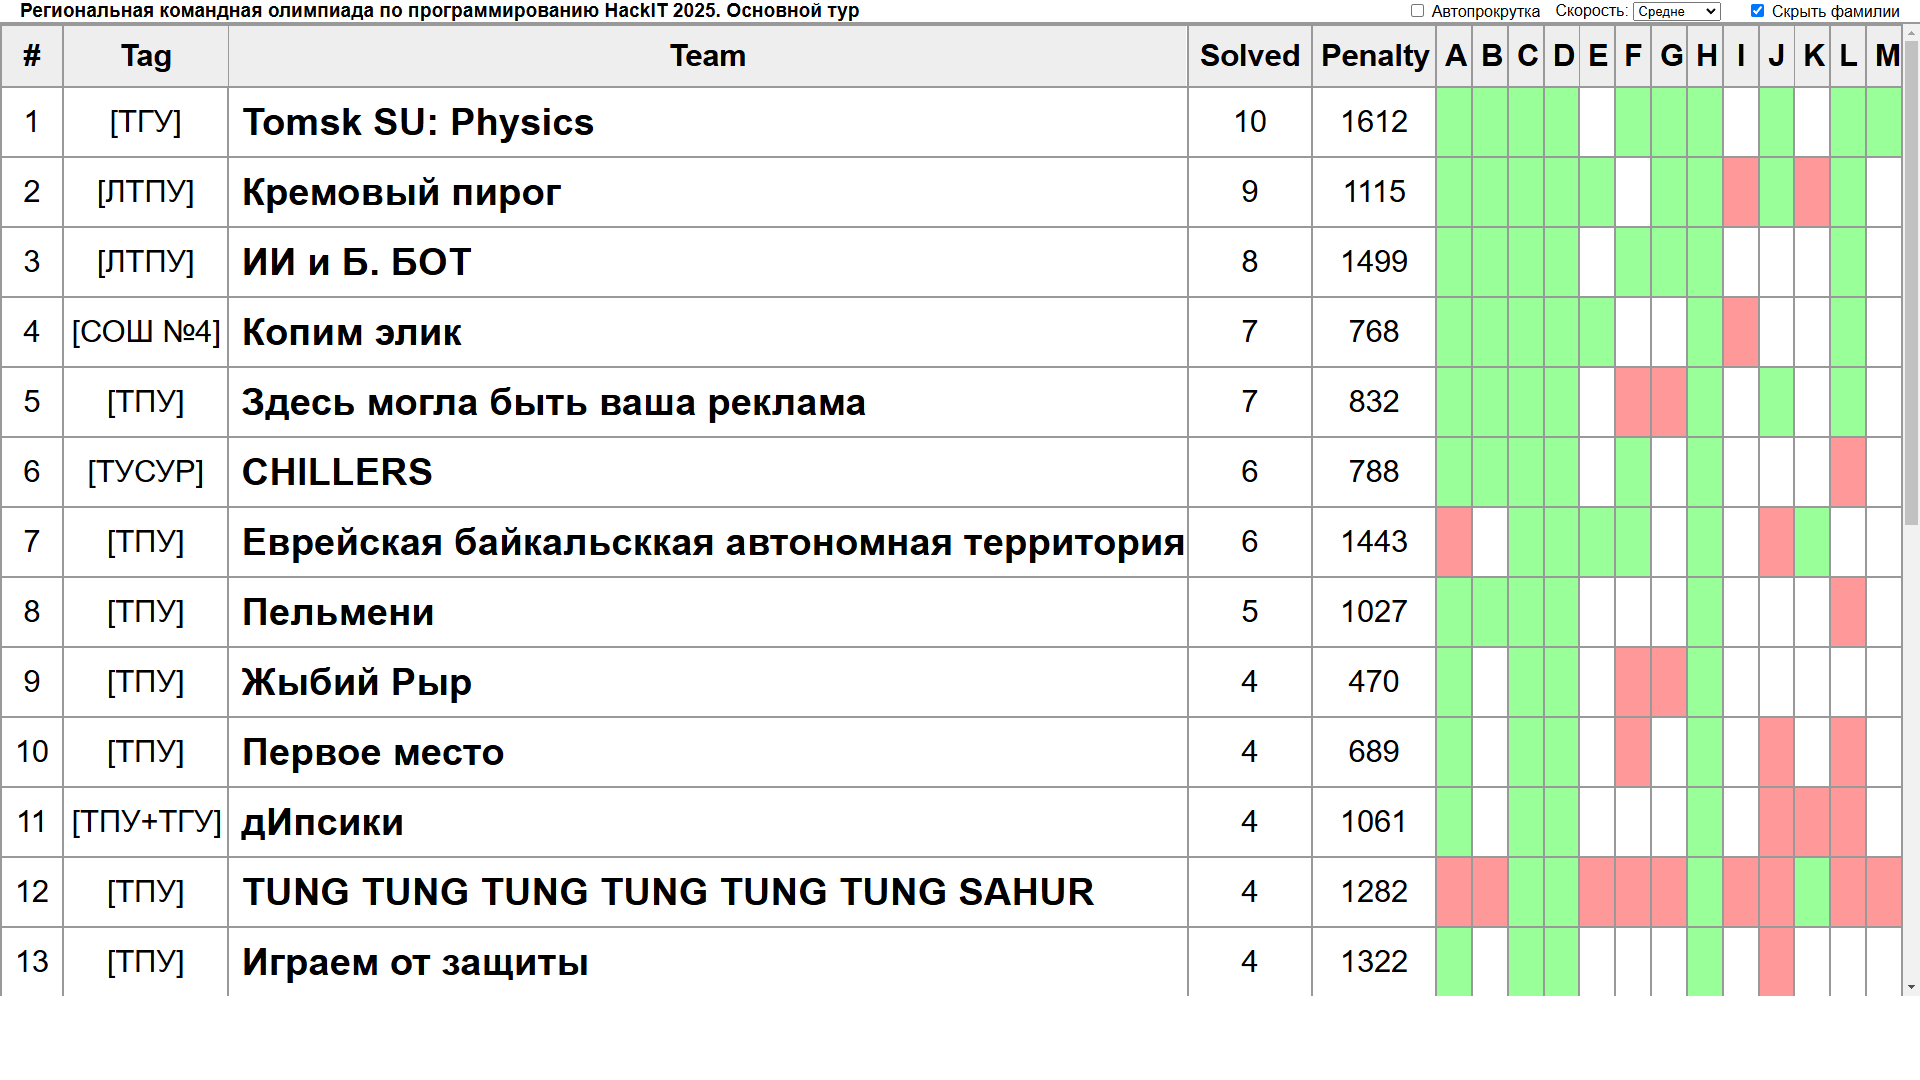 Региональная командная олимпиада по программированию HackIT 2025. Основной тур Автопрокрутка Скорость: Средне Скрыть фамилии
# Tag Team Solved Penalty A B C D E F G H I J K L M
1 [ТГУ] Tomsk SU: Physics 10 1612
2 [ЛТПУ] Кремовый пирог 9 1115
3 [ЛТПУ] ИИ и Б. БОТ 8 1499
4 [СОШ №4] Копим элик 7 768
5 [ТПУ] Здесь могла быть ваша реклама 7 832
6 [ТУСУР] CHILLERS 6 788
7 [ТПУ] Еврейская байкальсккая автономная территория 6 1443
8 [ТПУ] Пельмени 5 1027
9 [ТПУ] Жыбий Рыр 4 470
10 [ТПУ] Первое место 4 689
11 [ТПУ+ТГУ] дИпсики 4 1061
12 [ТПУ] TUNG TUNG TUNG TUNG TUNG TUNG SAHUR 4 1282
13 [ТПУ] Играем от защиты 4 1322